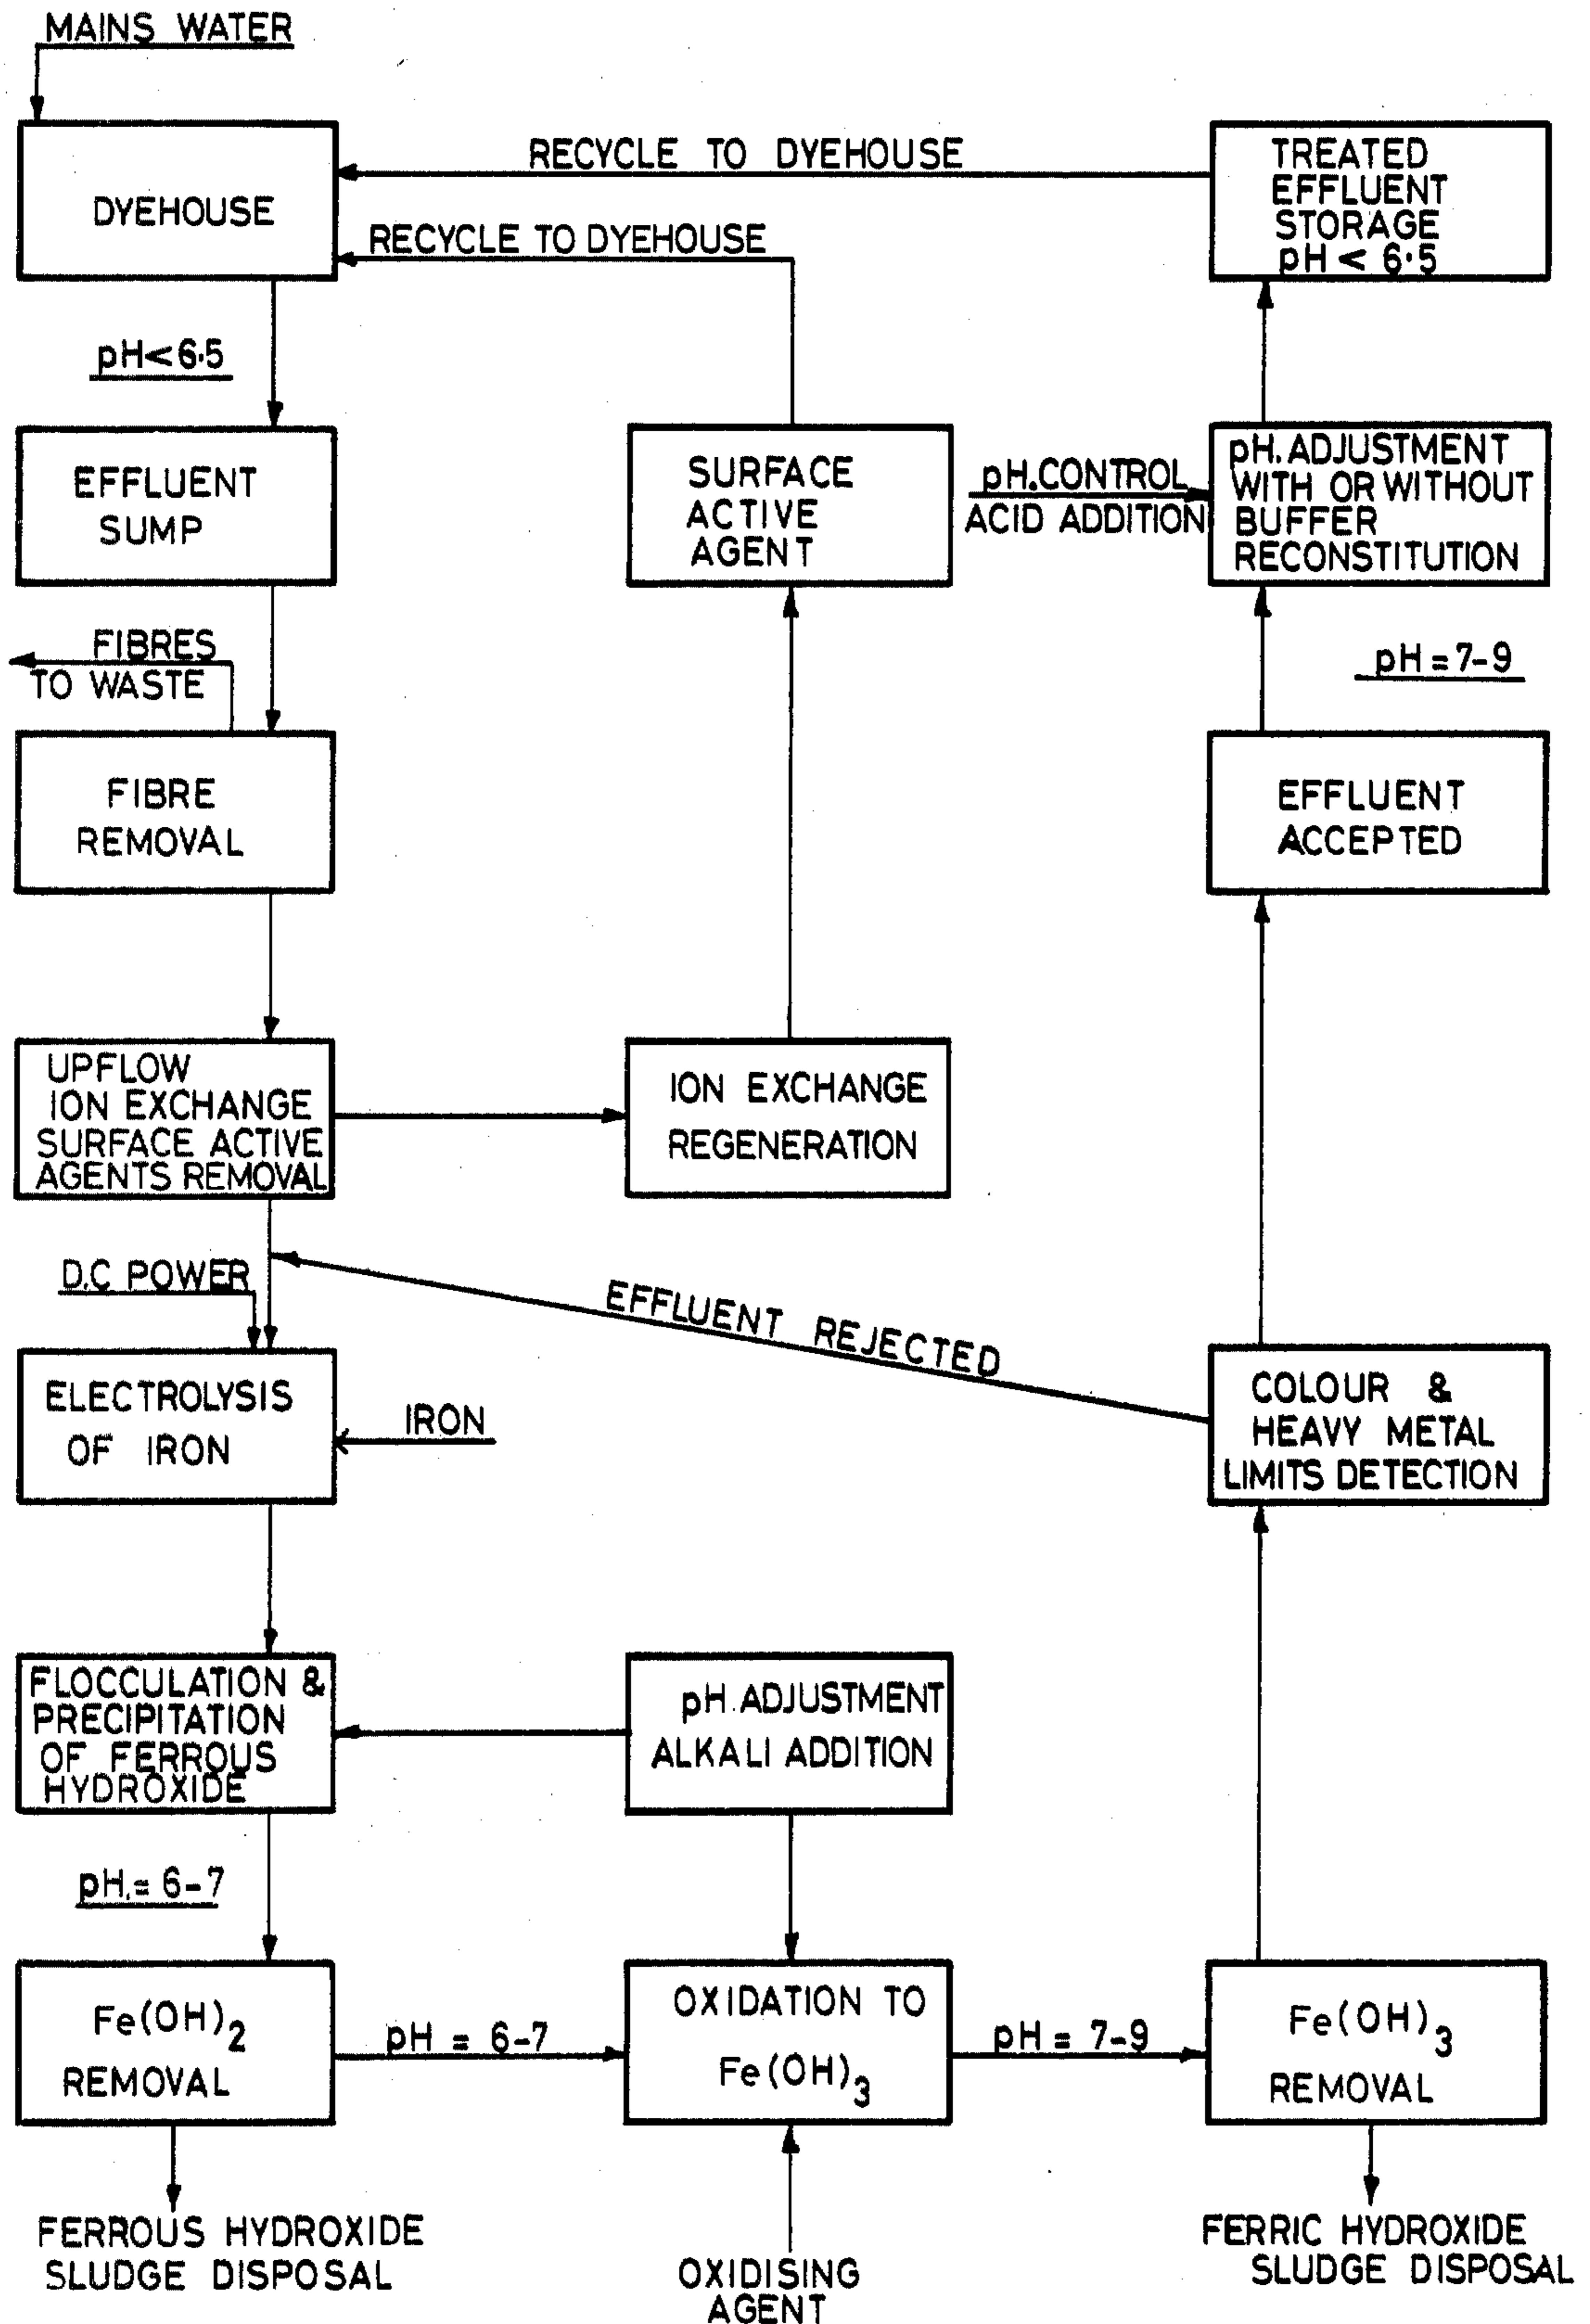 MAINS WATER
DYEHOUSE
RECYCLE TO DYEHOUSE
TREATED
EFFLUENT
STORAGE
pH < 6.5
RECYCLE TO DYEHOUSE
pH<6.5
EFFLUENT
SUMP
SURFACE
ACTIVE
AGENT
pH.CONTROL
ACID ADDITION
pH.ADJUSTMENT
WITH OR WITHOUT
BUFFER
RECONSTITUTION
FIBRES
TO WASTE
pH = 7-9
FIBRE
REMOVAL
EFFLUENT
ACCEPTED
UPFLOW
ION EXCHANGE
SURFACE ACTIVE
AGENTS REMOVAL
ION EXCHANGE
REGENERATION
D.C POWER
EFFLUENT REJECTED
ELECTROLYSIS
OF IRON
IRON
COLOUR &
HEAVY METAL
LIMITS DETECTION
FLOCCULATION &
PRECIPITATION
OF FERROUS
HYDROXIDE
pH.ADJUSTMENT
ALKALI ADDITION
pH.= 6-7
Fe(OH)2
REMOVAL
pH = 6-7
OXIDATION TO
Fe(OH)3
pH = 7-9
Fe(OH)3
REMOVAL
FERROUS HYDROXIDE
SLUDGE DISPOSAL
OXIDISING
AGENT
FERRIC HYDROXIDE
SLUDGE DISPOSAL